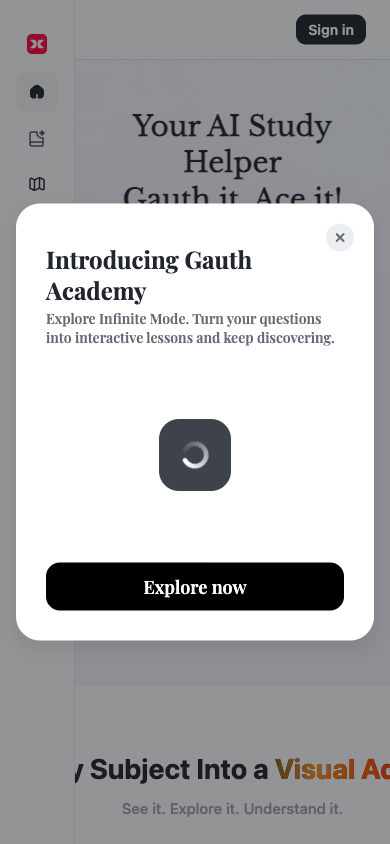 Sign in
Your AI Study
Helper
Gauth it, Ace it!
Introducing Gauth
Academy
Explore Infinite Mode. Turn your questions
into interactive lessons and keep discovering.
Explore now
y Subject Into a Visual Ad
See it. Explore it. Understand it.